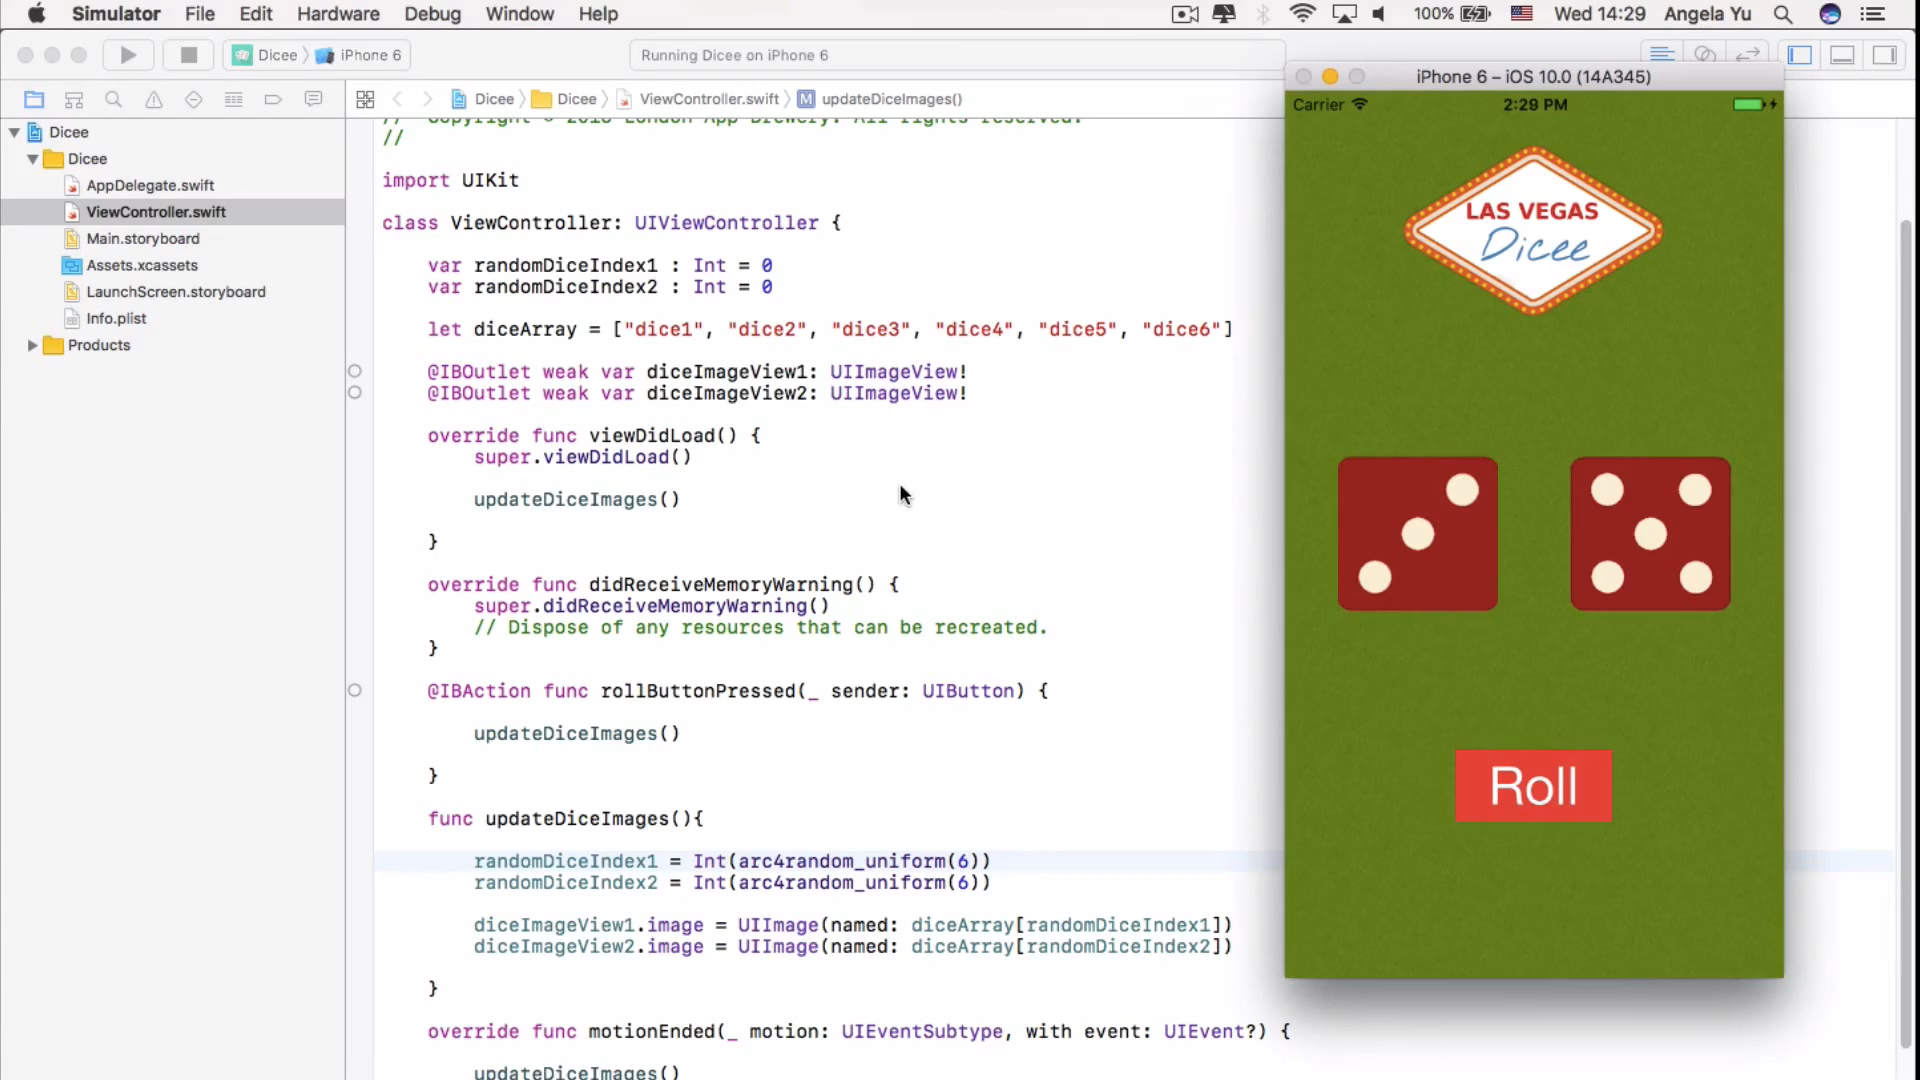 Simulator File Edit Hardware Debug Window Help 100% Wed 14:29 Angela Yu
Dicee iPhone 6 Running Dicee on iPhone 6
Dicee Dicee ViewController.swift M updateDiceImages()
Dicee
Dicee
AppDelegate.swift
ViewController.swift
Main.storyboard
Assets.xcassets
LaunchScreen.storyboard
Info.plist
Products
//
import UIKit
class ViewController: UIViewController {
var randomDiceIndex1 : Int = 0
var randomDiceIndex2 : Int = 0
let diceArray = ["dice1", "dice2", "dice3", "dice4", "dice5", "dice6"]
@IBOutlet weak var diceImageView1: UIImageView!
@IBOutlet weak var diceImageView2: UIImageView!
override func viewDidLoad() {
super.viewDidLoad()
updateDiceImages()
}
override func didReceiveMemoryWarning() {
super.didReceiveMemoryWarning()
// Dispose of any resources that can be recreated.
}
@IBAction func rollButtonPressed(_ sender: UIButton) {
updateDiceImages()
}
func updateDiceImages(){
randomDiceIndex1 = Int(arc4random_uniform(6))
randomDiceIndex2 = Int(arc4random_uniform(6))
diceImageView1.image = UIImage(named: diceArray[randomDiceIndex1])
diceImageView2.image = UIImage(named: diceArray[randomDiceIndex2])
}
override func motionEnded(_ motion: UIEventSubtype, with event: UIEvent?) {
updateDiceImages()
iPhone 6 – iOS 10.0 (14A345)
Carrier 2:29 PM
LAS VEGAS
Dicee
Roll